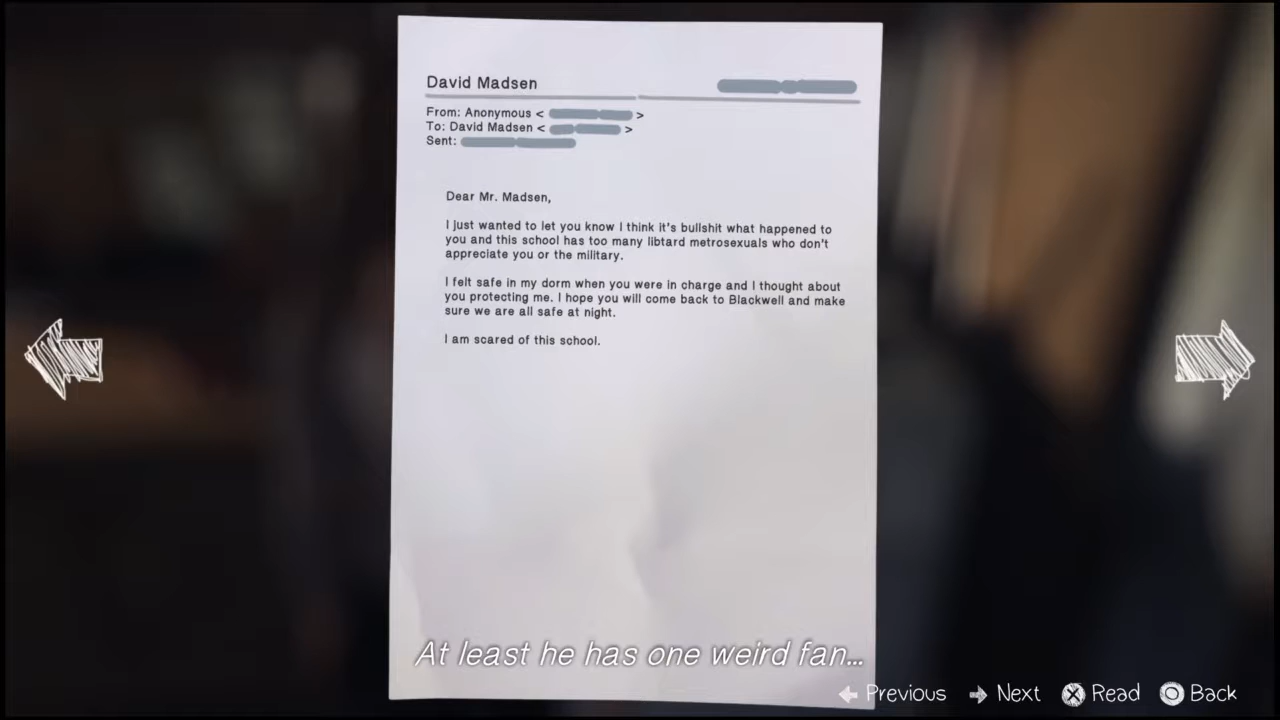 David Madsen
From: Anonymous < >
To: David Madsen < >
Sent:
Dear Mr. Madsen,
I just wanted to let you know I think it's bullshit what happened to
you and this school has too many libtard metrosexuals who don't
appreciate you or the military.
I felt safe in my dorm when you were in charge and I thought about
you protecting me. I hope you will come back to Blackwell and make
sure we are all safe at night.
I am scared of this school.
At least he has one weird fan...
Previous Next Read Back